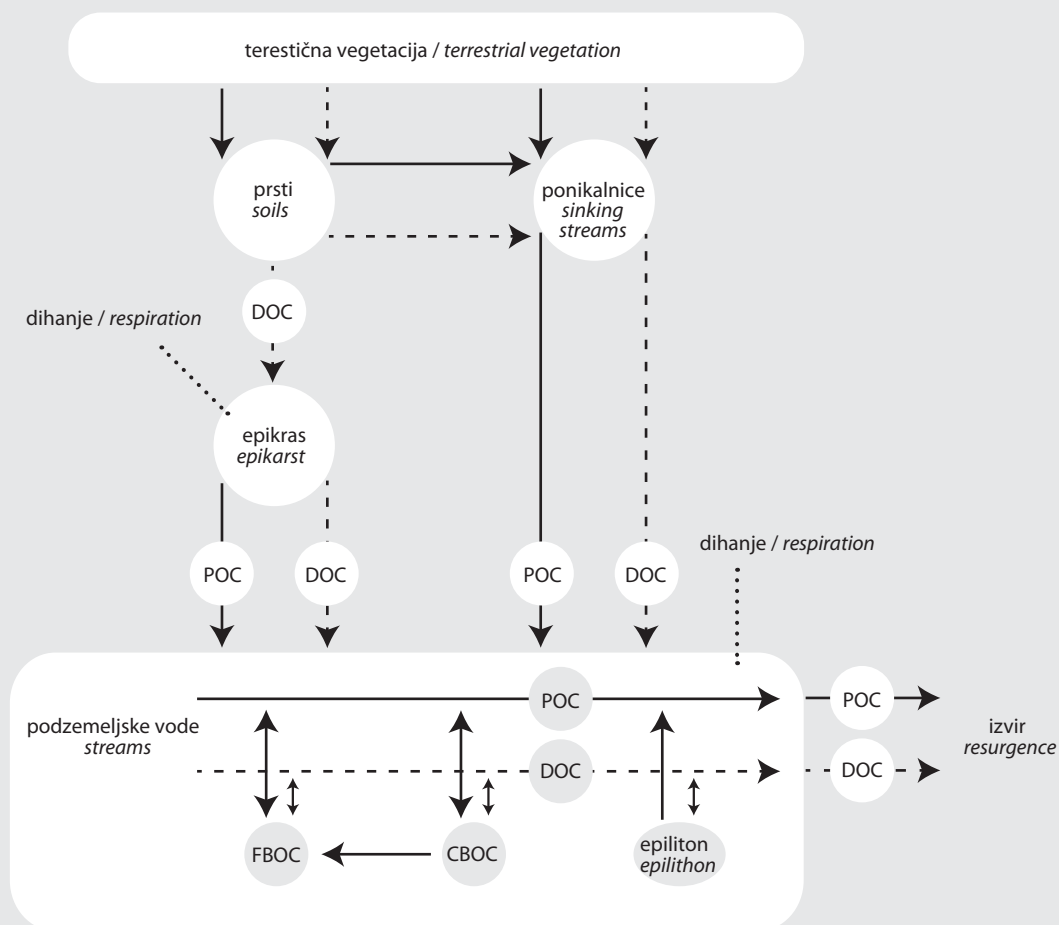 terestična vegetacija / terrestrial vegetation
prsti
soils
ponikalnice
sinking
streams
DOC
dihanje / respiration
epikras
epikarst
POC
DOC
POC
DOC
dihanje / respiration
podzemeljske vode
streams
POC
DOC
FBOC
CBOC
epiliton
epilithon
POC
DOC
izvir
resurgence